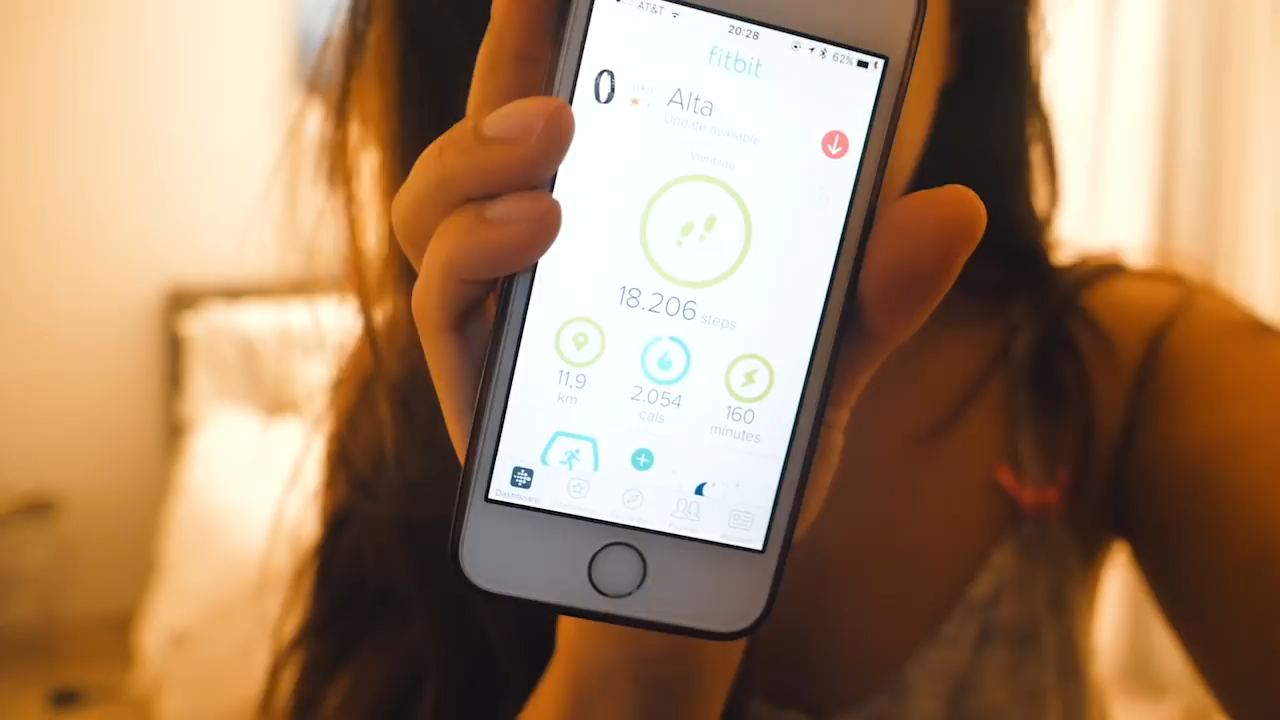 AT&T
20:28
62%
fitbit
Alta
Update available
18.206 steps
11.9
km
2.054
cals
160
minutes
Dashboard